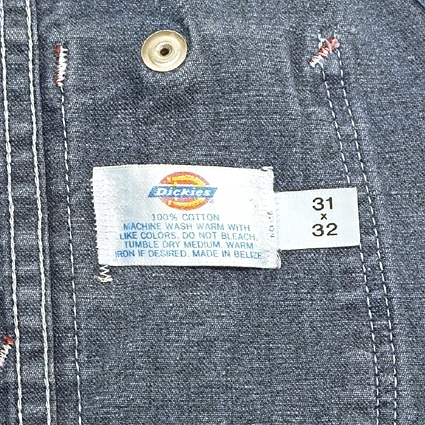 Dickies
100% COTTON
MACHINE WASH WARM WITH
LIKE COLORS. DO NOT BLEACH.
TUMBLE DRY MEDIUM. WARM
IRON IF DESIRED. MADE IN BELIZE
31
x
32